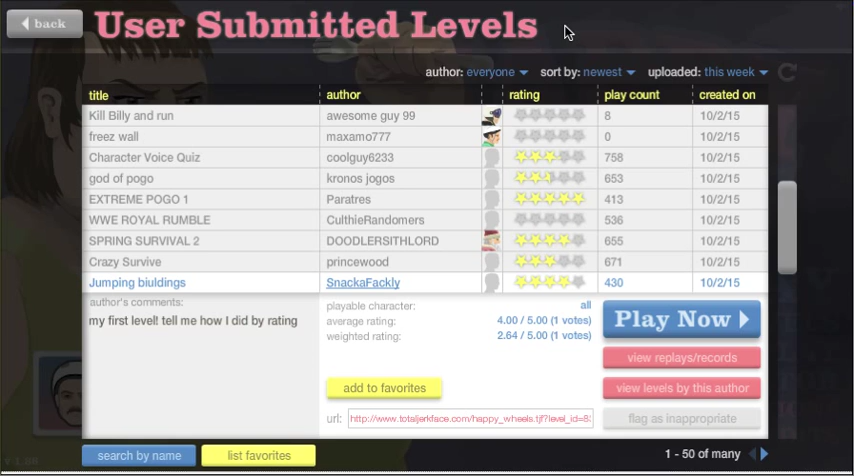 back
User Submitted Levels
author: everyone sort by: newest uploaded: this week
title author rating play count created on
Kill Billy and run awesome guy 99 8 10/2/15
freez wall maxamo777 0 10/2/15
Character Voice Quiz coolguy6233 758 10/2/15
god of pogo kronos jogos 653 10/2/15
EXTREME POGO 1 Paratres 413 10/2/15
WWE ROYAL RUMBLE CulthieRandomers 536 10/2/15
SPRING SURVIVAL 2 DOODLERSITHLORD 655 10/2/15
Crazy Survive princewood 671 10/2/15
Jumping biuldings SnackaFackly 430 10/2/15
author's comments:
my first level! tell me how I did by rating
playable character: all
average rating: 4.00 / 5.00 (1 votes)
weighted rating: 2.64 / 5.00 (1 votes)
add to favorites
url: http://www.totaljerkface.com/happy_wheels.tjf?level_id=8
Play Now
view replays/records
view levels by this author
flag as inappropriate
search by name list favorites 1 - 50 of many